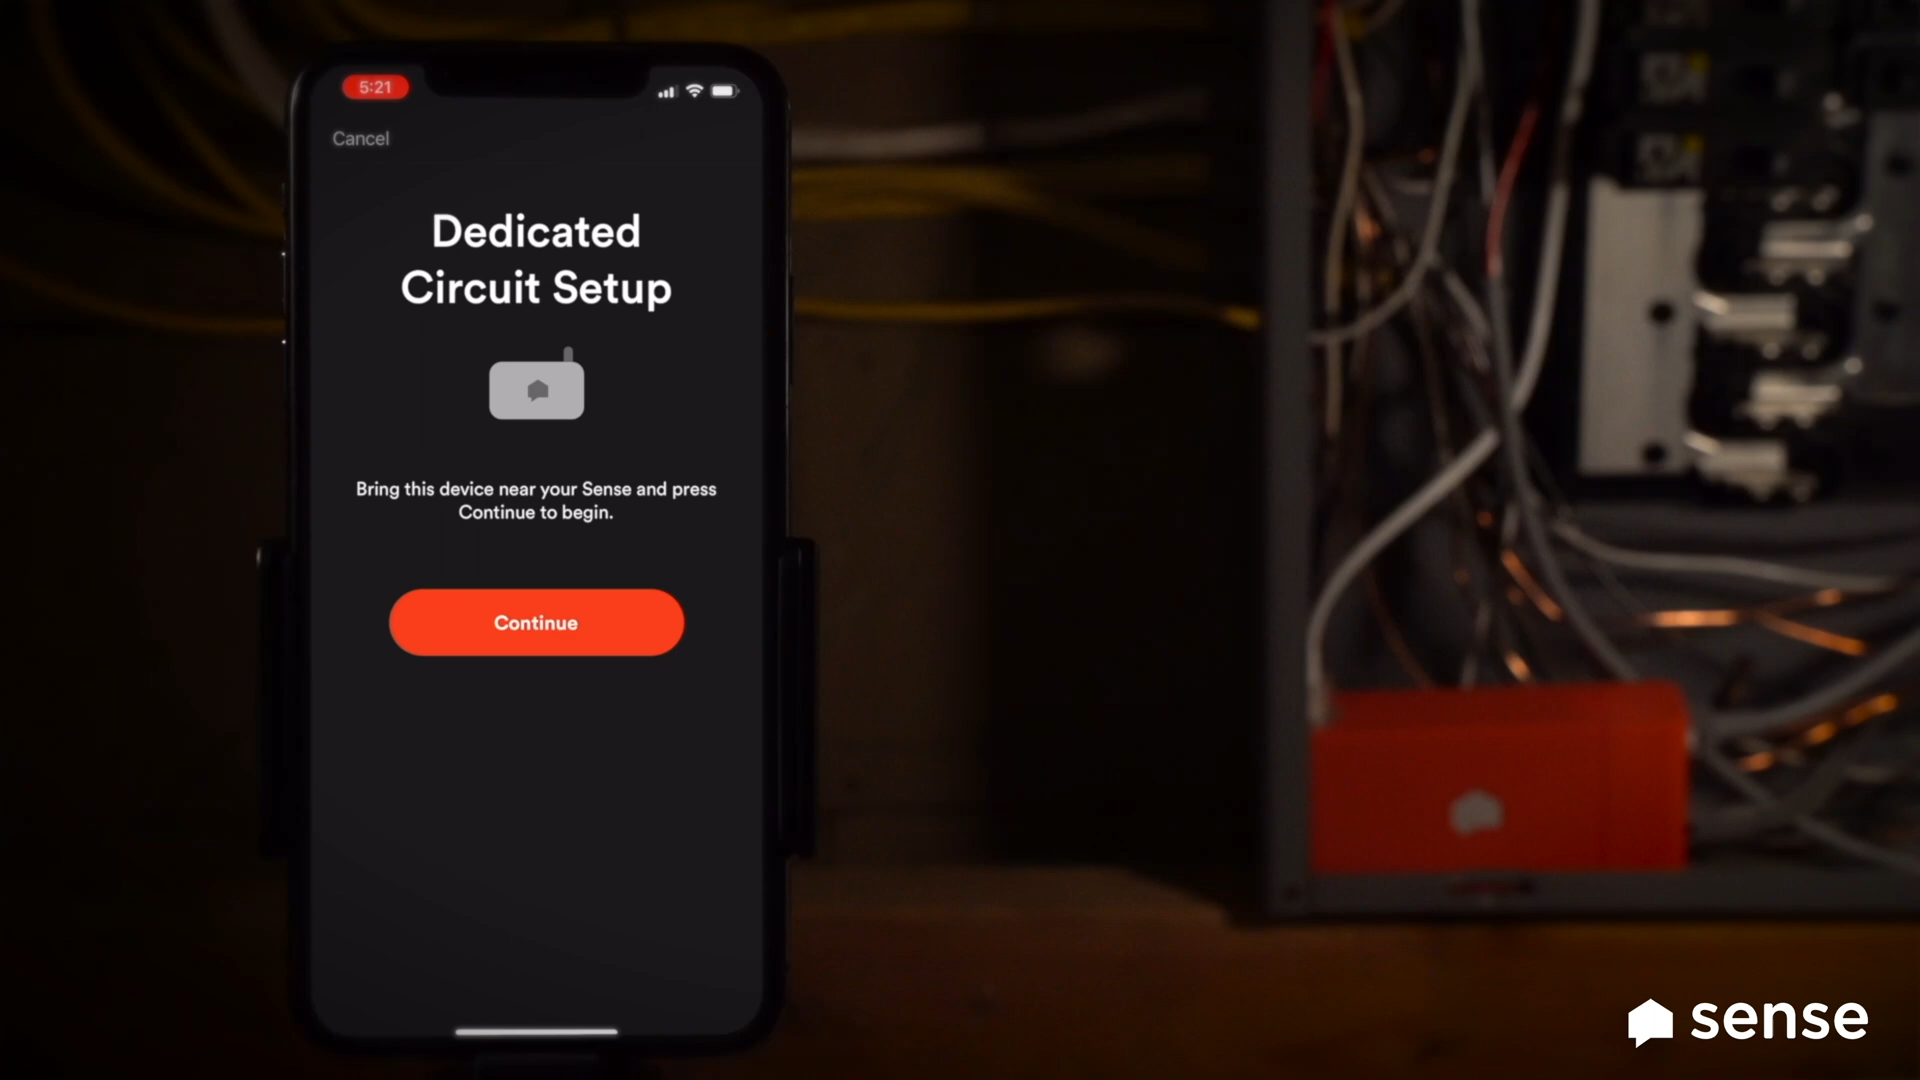 5:21
Cancel
Dedicated
Circuit Setup
Bring this device near your Sense and press
Continue to begin.
Continue
sense